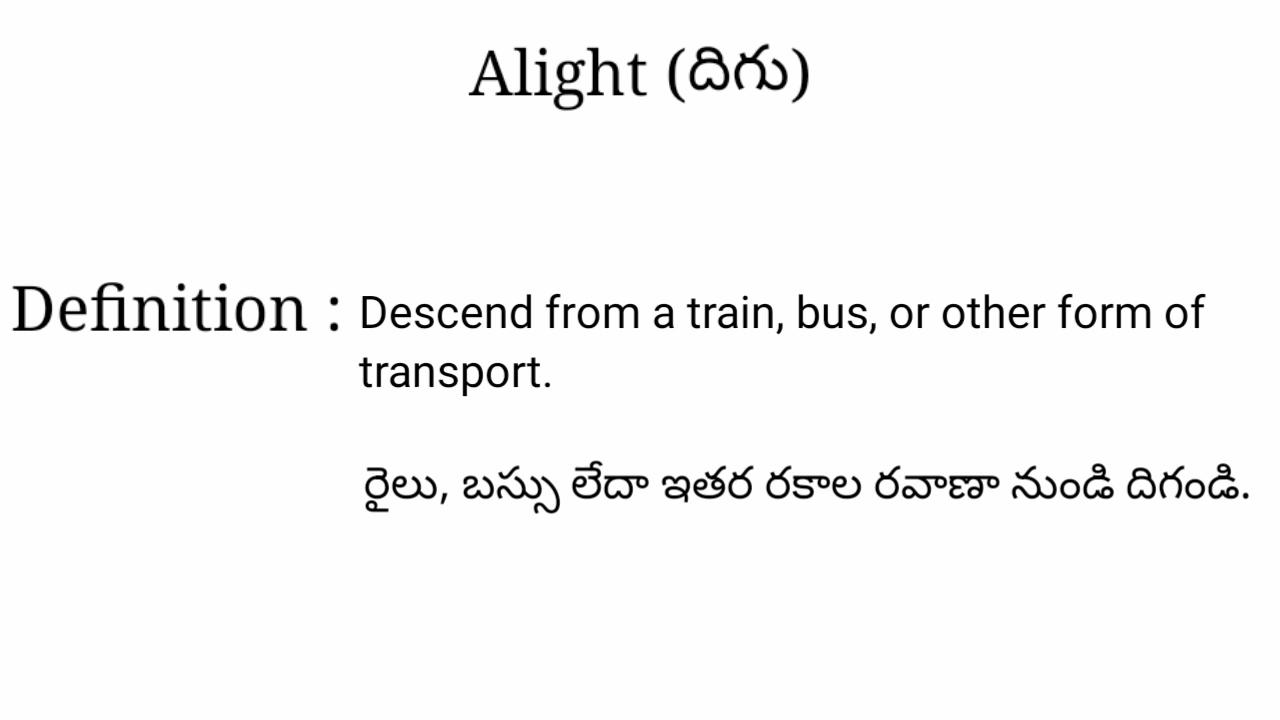 Alight (దిగు)
Definition : Descend from a train, bus, or other form of
transport.
రైలు, బస్సు లేదా ఇతర రకాల రవాణా నుండి దిగండి.